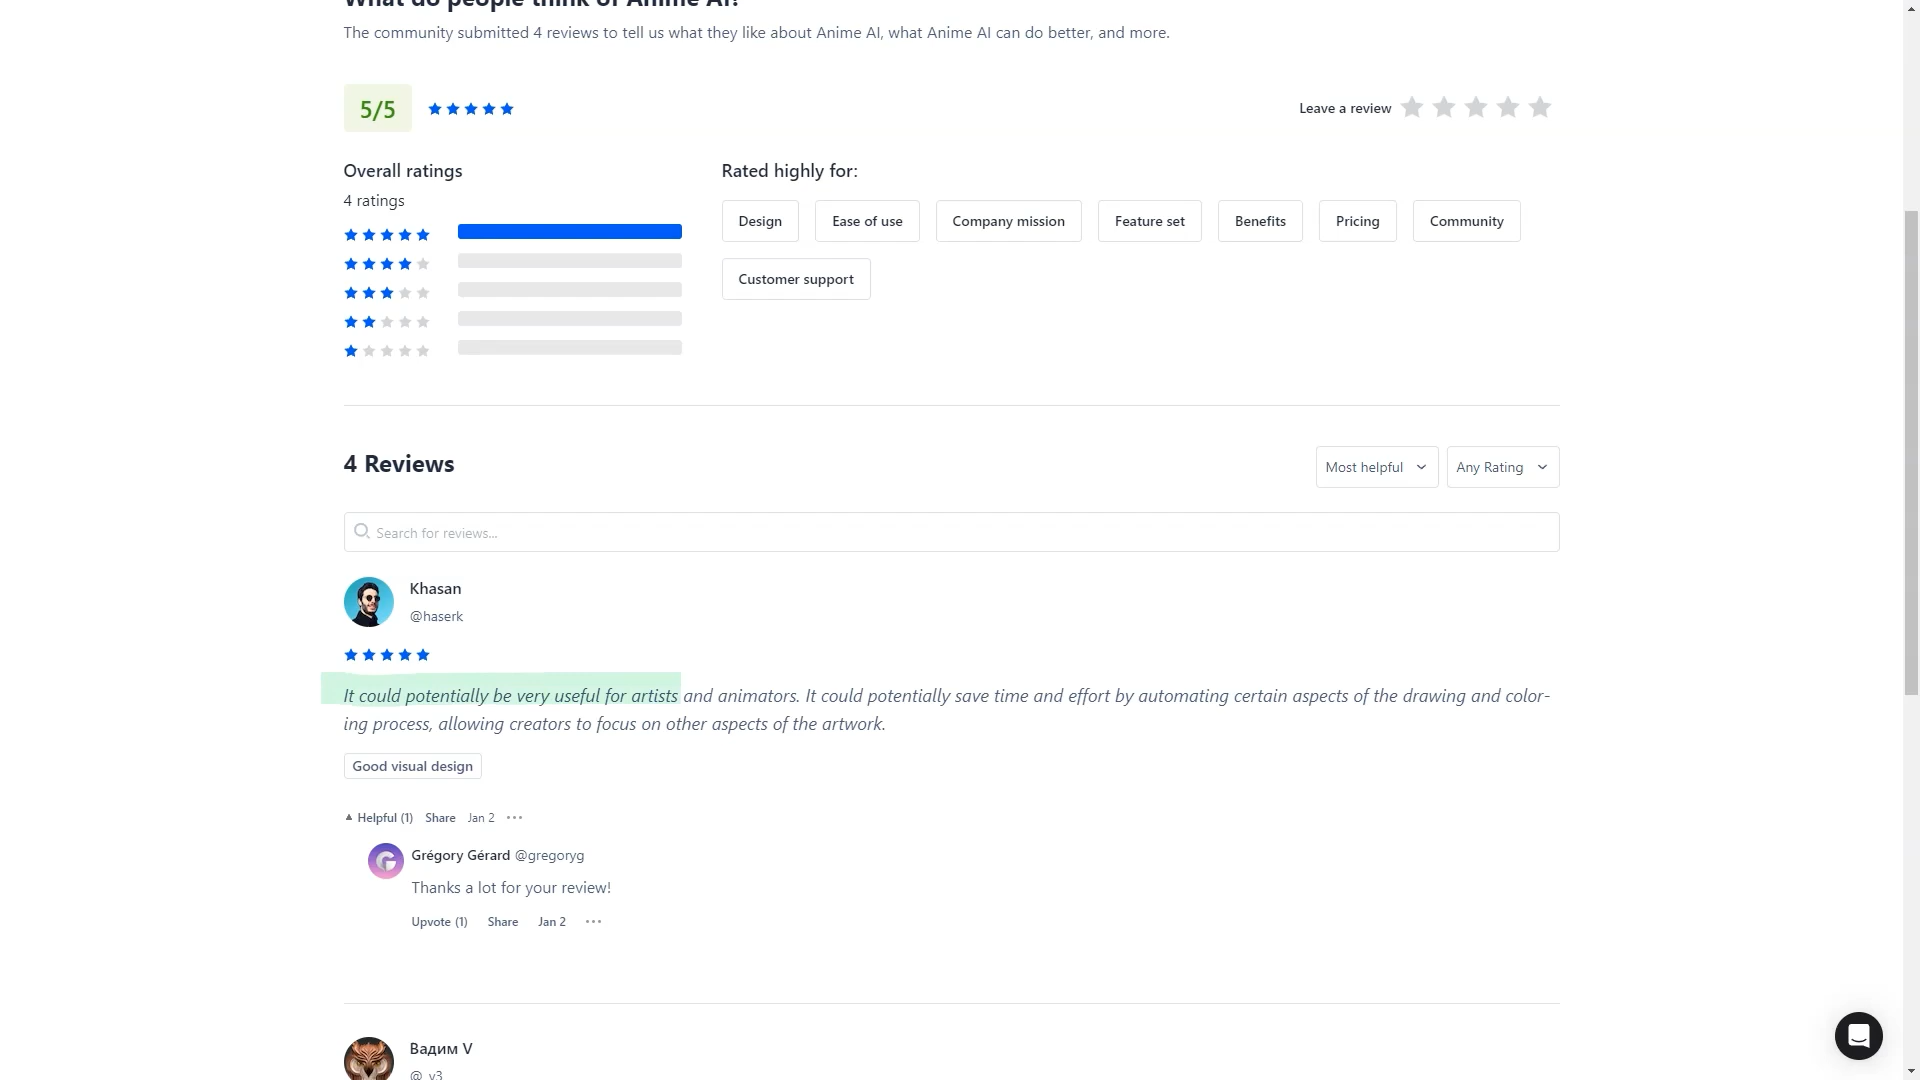 What do people think of Anime AI?
The community submitted 4 reviews to tell us what they like about Anime AI, what Anime AI can do better, and more.
5/5
Leave a review
Overall ratings
Rated highly for:
4 ratings
Design
Ease of use
Company mission
Feature set
Benefits
Pricing
Community
Customer support
4 Reviews
Most helpful
Any Rating
Search for reviews...
Khasan
@haserk
It could potentially be very useful for artists and animators. It could potentially save time and effort by automating certain aspects of the drawing and color-
ing process, allowing creators to focus on other aspects of the artwork.
Good visual design
Helpful (1) Share Jan 2 ···
Grégory Gérard @gregoryg
Thanks a lot for your review!
Upvote (1) Share Jan 2 ···
Вадим V
@_v3